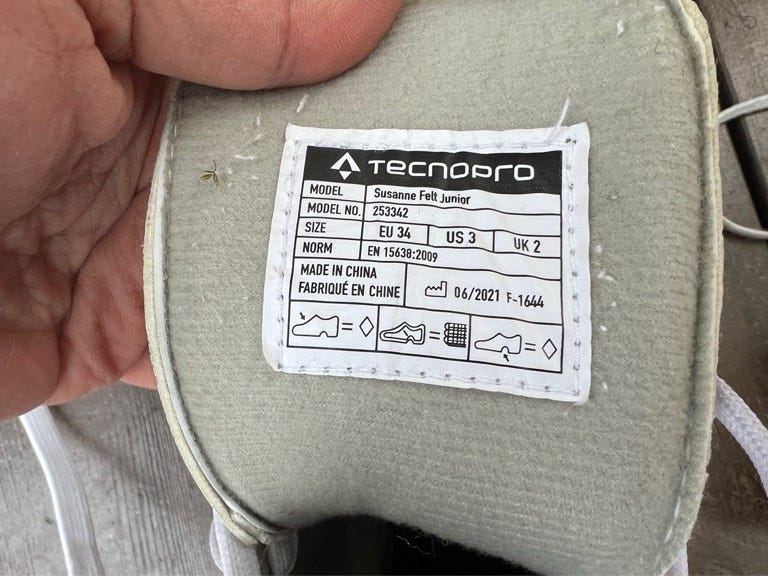 TECNOPRO
MODEL Susanne Felt Junior
MODEL NO. 253342
SIZE EU 34 US 3 UK 2
NORM EN 15638:2009
MADE IN CHINA
FABRIQUÉ EN CHINE 06/2021 F-1644
= = =